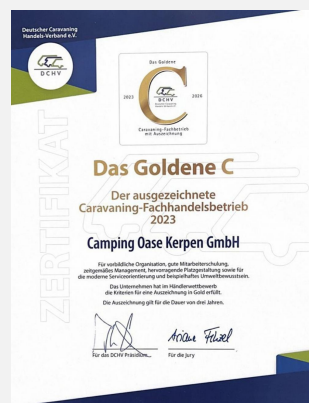 Deutscher Caravaning
Handels-Verband e.V.
DCHV
Das Goldene
C
2023
DCHV
2026
Caravaning-Fachbetrieb
mit Auszeichnung
ZERTIFIKAT
Das Goldene C
Der ausgezeichnete
Caravaning-Fachhandelsbetrieb
2023
Camping Oase Kerpen GmbH
Für vorbildliche Organisation, gute Mitarbeiterschulung,
zeitgemäßes Management, hervorragende Platzgestaltung sowie für
die moderne Serviceorientierung und beispielhaftes Umweltbewusstsein.
Das Unternehmen hat im Händlerwettbewerb
die Kriterien für eine Auszeichnung in Gold erfüllt.
Die Auszeichnung gilt für die Dauer von drei Jahren.
Für das DCHV Präsidium
Für die Jury